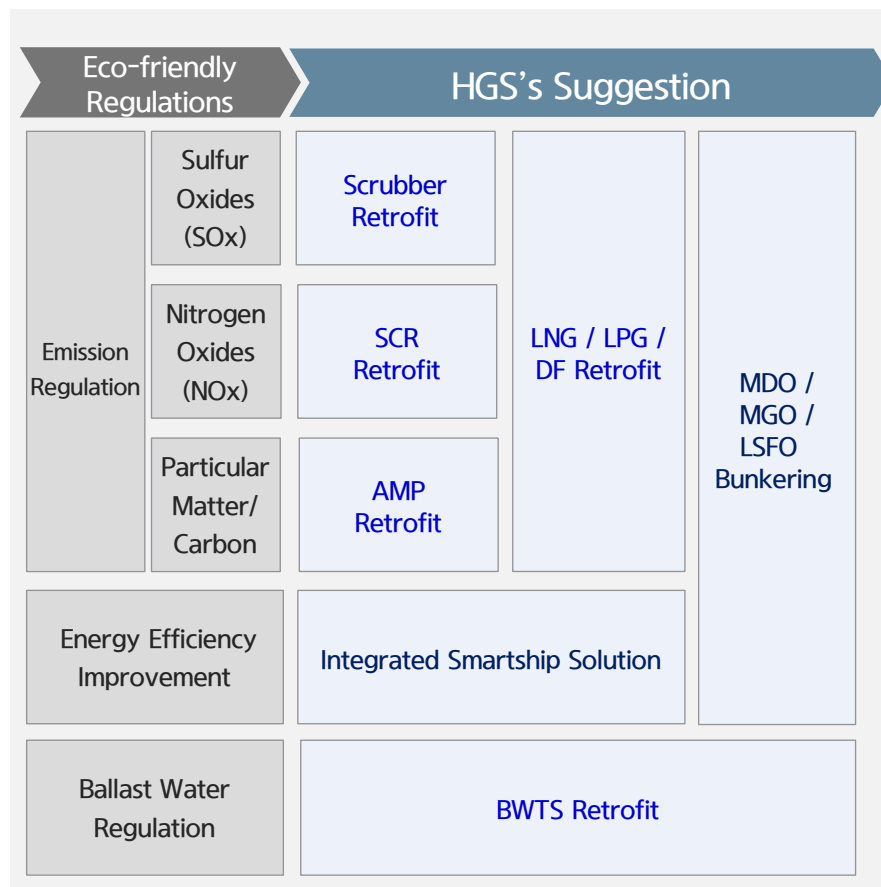 Eco-friendly
Regulations
HGS's Suggestion
Emission
Regulation
Sulfur
Oxides
(SOx)
Scrubber
Retrofit
Nitrogen
Oxides
(NOx)
SCR
Retrofit
Particular
Matter/
Carbon
AMP
Retrofit
LNG / LPG /
DF Retrofit
MDO /
MGO /
LSFO
Bunkering
Energy Efficiency
Improvement
Integrated Smartship Solution
Ballast Water
Regulation
BWTS Retrofit